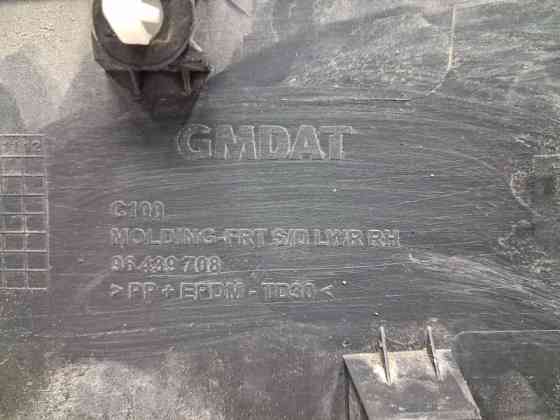 GMDAT
C100
MOLDING-FRT S/D LWR RH
96 439 708
>PP+EPDM-TD30<